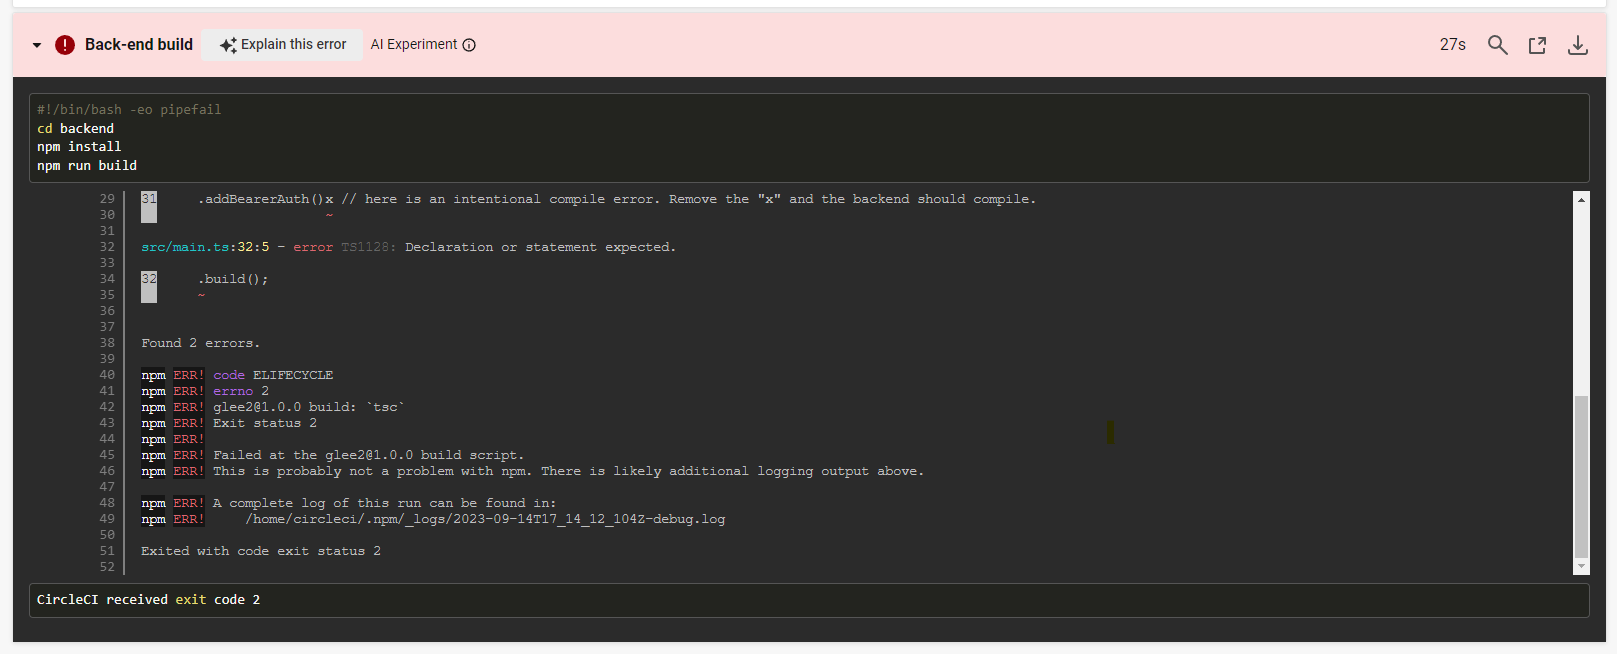 Back-end build Explain this error AI Experiment 27s
#!/bin/bash -eo pipefail
cd backend
npm install
npm run build
29 31 .addBearerAuth()x // here is an intentional compile error. Remove the "x" and the backend should compile.
30 ~
31
32 src/main.ts:32:5 - error TS1128: Declaration or statement expected.
33
34 32 .build();
35 ~
36
37
38 Found 2 errors.
39
40 npm ERR! code ELIFECYCLE
41 npm ERR! errno 2
42 npm ERR! glee2@1.0.0 build: `tsc`
43 npm ERR! Exit status 2
44 npm ERR!
45 npm ERR! Failed at the glee2@1.0.0 build script.
46 npm ERR! This is probably not a problem with npm. There is likely additional logging output above.
47
48 npm ERR! A complete log of this run can be found in:
49 npm ERR! /home/circleci/.npm/_logs/2023-09-14T17_14_12_104Z-debug.log
50
51 Exited with code exit status 2
52
CircleCI received exit code 2